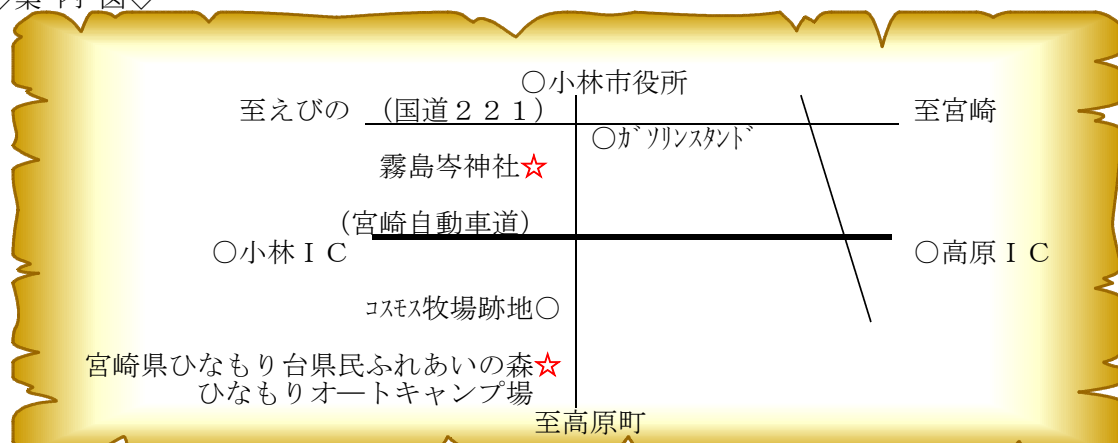 ◇案 内 図◇
○小林市役所
至えびの (国道２２１) 至宮崎
○ｶﾞｿﾘﾝｽﾀﾝﾄﾞ
霧島岑神社☆
(宮崎自動車道)
○小林ＩＣ ○高原ＩＣ
ｺｽﾓｽ牧場跡地○
宮崎県ひなもり台県民ふれあいの森☆
ひなもりオートキャンプ場
至高原町